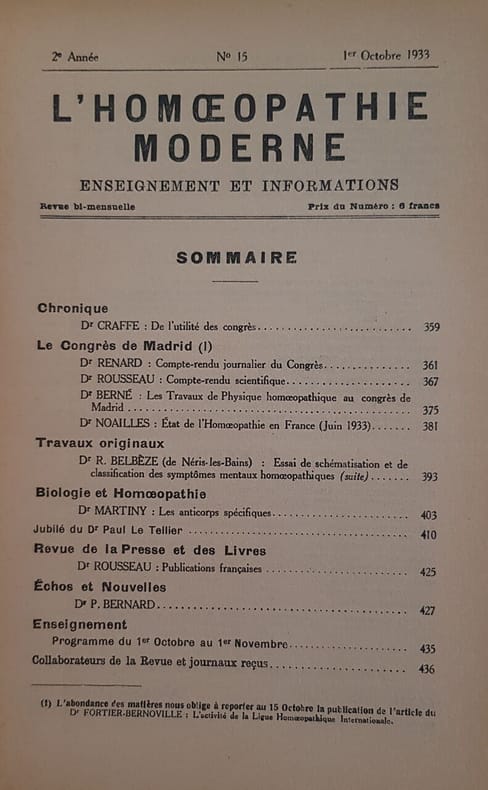 2e Année No 15 1er Octobre 1933
L'HOMŒOPATHIE
MODERNE
ENSEIGNEMENT ET INFORMATIONS
Revue bi-mensuelle Prix du Numéro : 6 francs
SOMMAIRE
Chronique
Dr CRAFFE : De l'utilité des congrès........................... 359
Le Congrès de Madrid (I)
Dr RENARD : Compte-rendu journalier du Congrès............... 361
Dr ROUSSEAU : Compte-rendu scientifique..................... 367
Dr BERNÉ : Les Travaux de Physique homœopathique au congrès de
Madrid .................................................. 375
Dr NOAILLES : État de l'Homœopathie en France (Juin 1933)....... 381
Travaux originaux
Dr R. BELBÈZE (de Néris-les-Bains) : Essai de schématisation et de
classification des symptômes mentaux homœopathiques (suite)....... 393
Biologie et Homœopathie
Dr MARTINY : Les anticorps spécifiques........................ 403
Jubilé du Dr Paul Le Tellier ...................................... 410
Revue de la Presse et des Livres
Dr ROUSSEAU : Publications françaises ........................ 425
Échos et Nouvelles
Dr P. BERNARD............................................. 427
Enseignement
Programme du 1er Octobre au 1er Novembre..................... 435
Collaborateurs de la Revue et journaux reçus....................... 436
(1) L'abondance des matières nous oblige à reporter au 15 Octobre la publication de l'article du
Dr FORTIER-BERNOVILLE : L'activité de la Ligue Homœopathique Internationale.